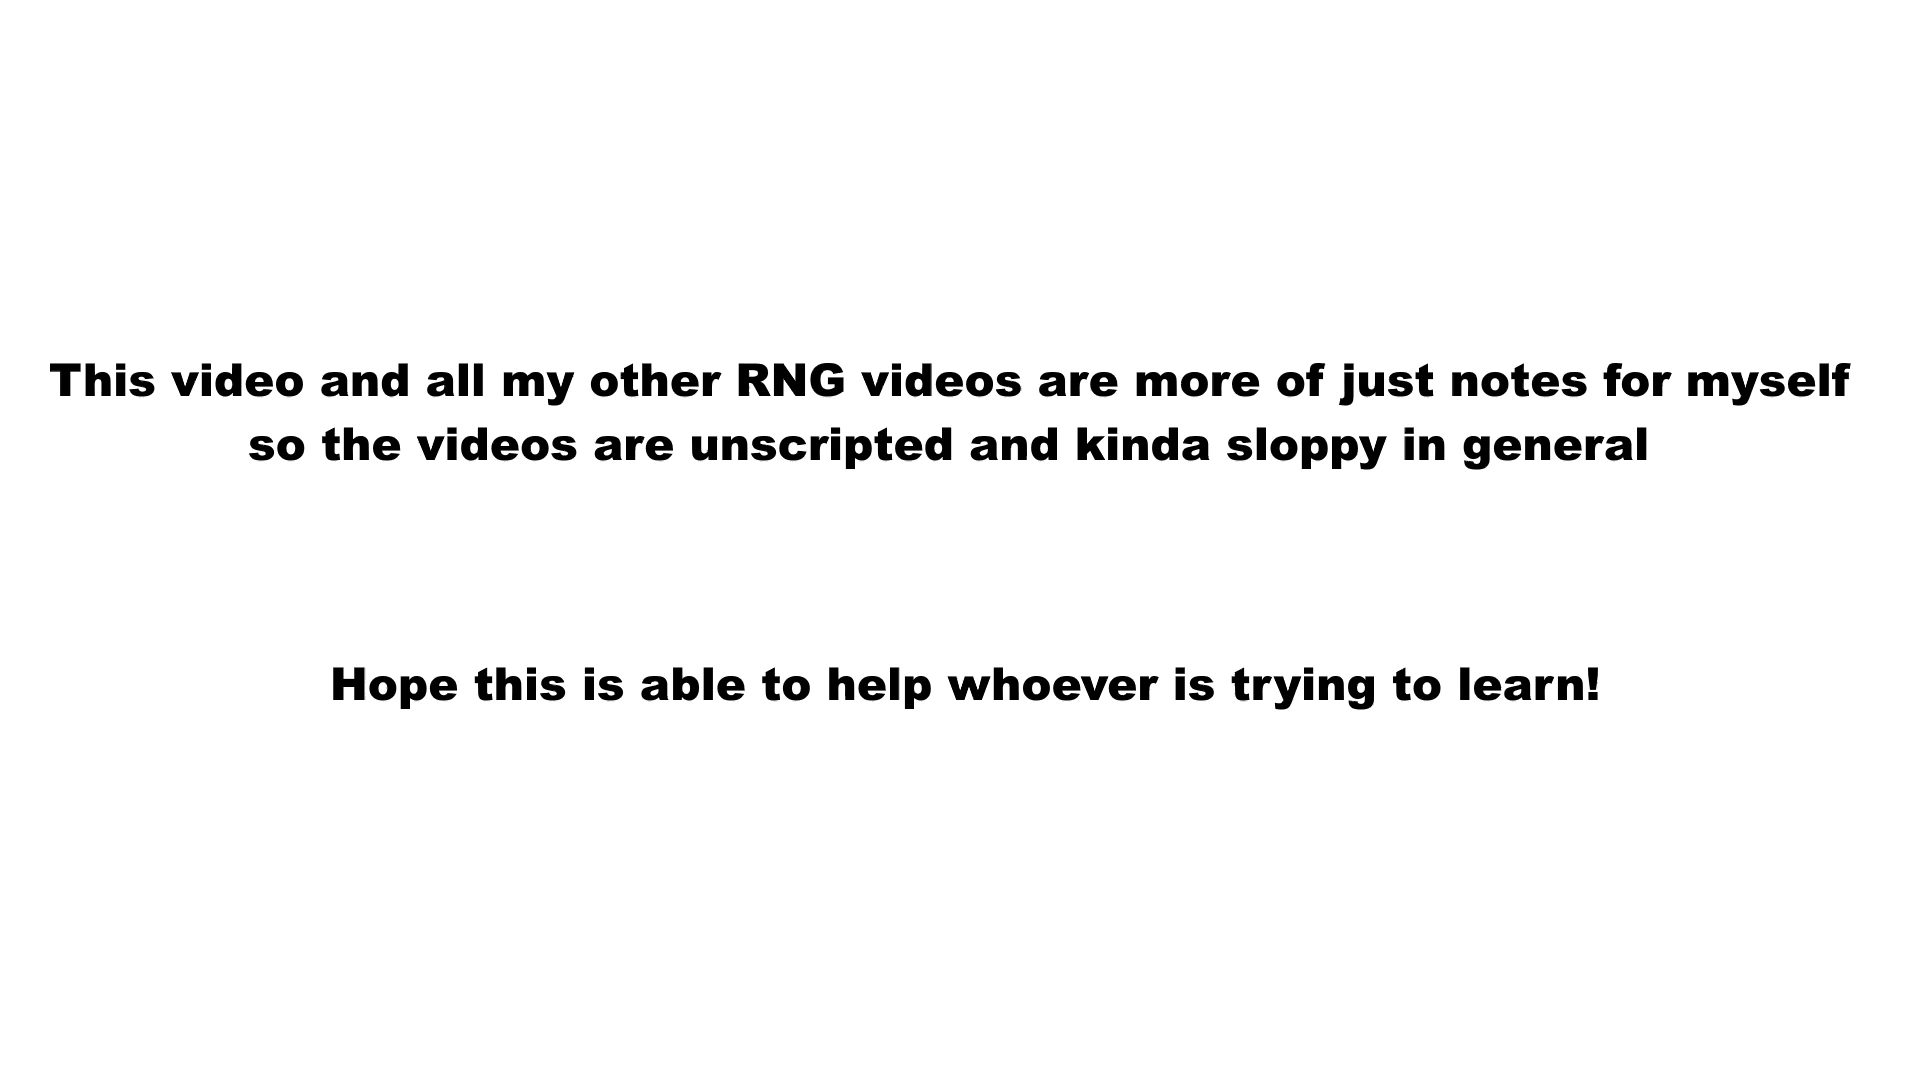 This video and all my other RNG videos are more of just notes for myself
so the videos are unscripted and kinda sloppy in general
Hope this is able to help whoever is trying to learn!